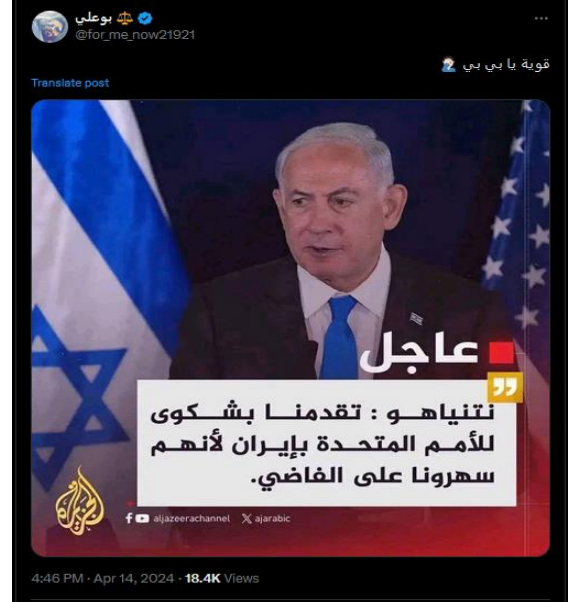 بوعلي
@for_me_now21921
قوية يا بي بي
Translate post
عاجل
نتنياهو : تقدمنا بشكوى
للأمم المتحدة بإيران لأنهم
سهرونا على الفاضي.
الجزيرة
aljazeerachannel ajarabic
4:46 PM · Apr 14, 2024 · 18.4K Views